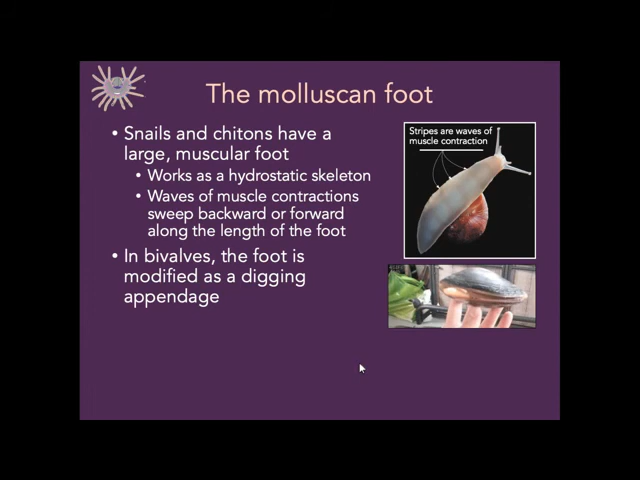 The molluscan foot
• Snails and chitons have a
large, muscular foot
• Works as a hydrostatic skeleton
• Waves of muscle contractions
sweep backward or forward
along the length of the foot
• In bivalves, the foot is
modified as a digging
appendage
Stripes are waves of
muscle contraction